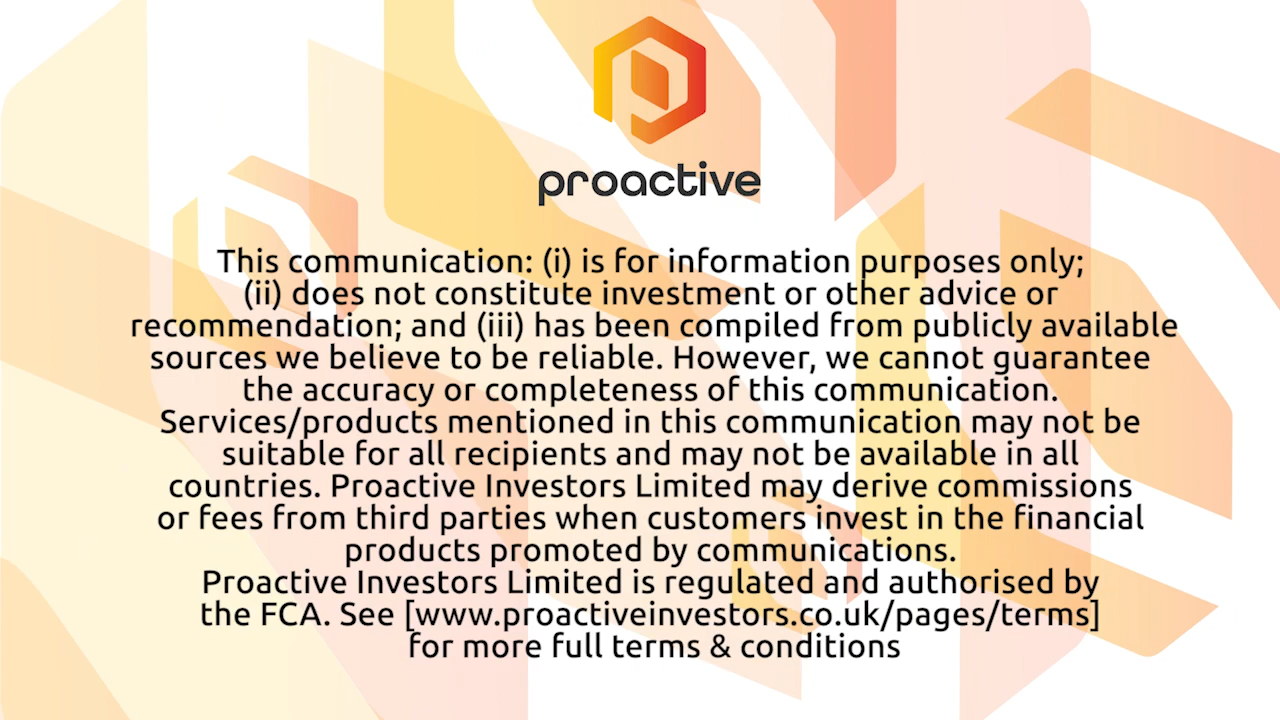 proactive
This communication: (i) is for information purposes only;
(ii) does not constitute investment or other advice or
recommendation; and (iii) has been compiled from publicly available
sources we believe to be reliable. However, we cannot guarantee
the accuracy or completeness of this communication.
Services/products mentioned in this communication may not be
suitable for all recipients and may not be available in all
countries. Proactive Investors Limited may derive commissions
or fees from third parties when customers invest in the financial
products promoted by communications.
Proactive Investors Limited is regulated and authorised by
the FCA. See [www.proactiveinvestors.co.uk/pages/terms]
for more full terms & conditions